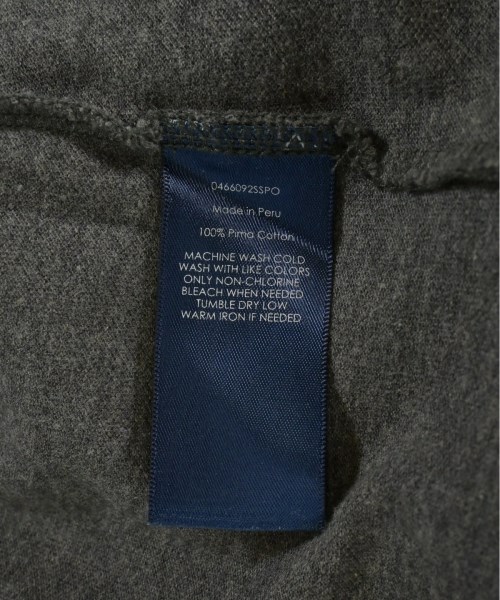 0466092SSPO
Made in Peru
100% Pima Cotton
MACHINE WASH COLD
WASH WITH LIKE COLORS
ONLY NON-CHLORINE
BLEACH WHEN NEEDED
TUMBLE DRY LOW
WARM IRON IF NEEDED